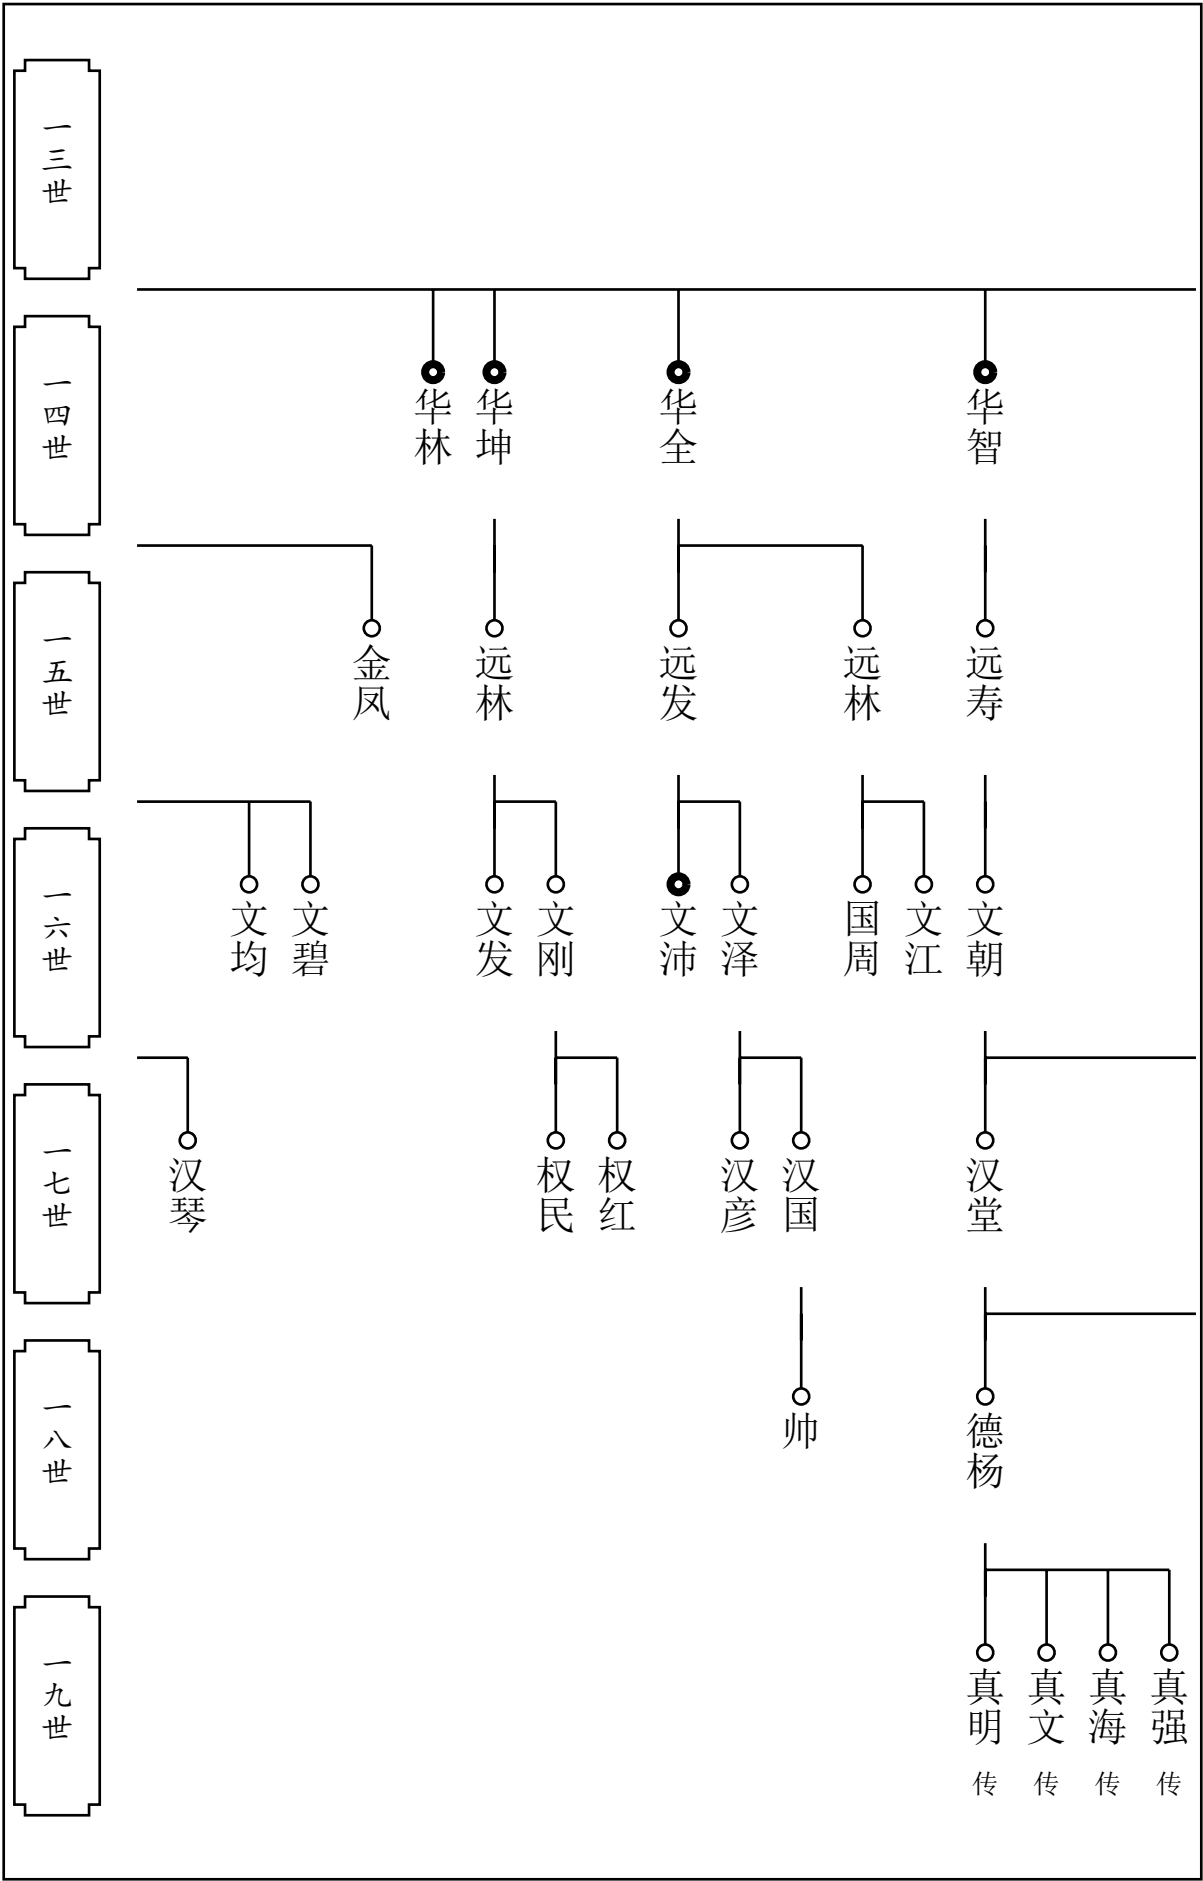 一三世
一四世
华智
华全
华坤
华林
一五世
远寿
远林
远发
远林
金凤
一六世
文朝
文江
国周
文泽
文沛
文刚
文发
文碧
文均
一七世
汉堂
汉国
汉彦
权红
权民
汉琴
一八世
德杨
帅
一九世
真强
传
真海
传
真文
传
真明
传